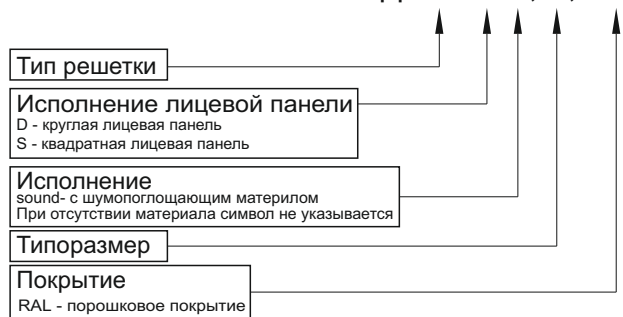 Тип решетки
Исполнение лицевой панели
D - круглая лицевая панель
S - квадратная лицевая панель
Исполнение
sound- с шумопоглощающим материлом
При отсутствии материала символ не указывается
Типоразмер
Покрытие
RAL - порошковое покрытие